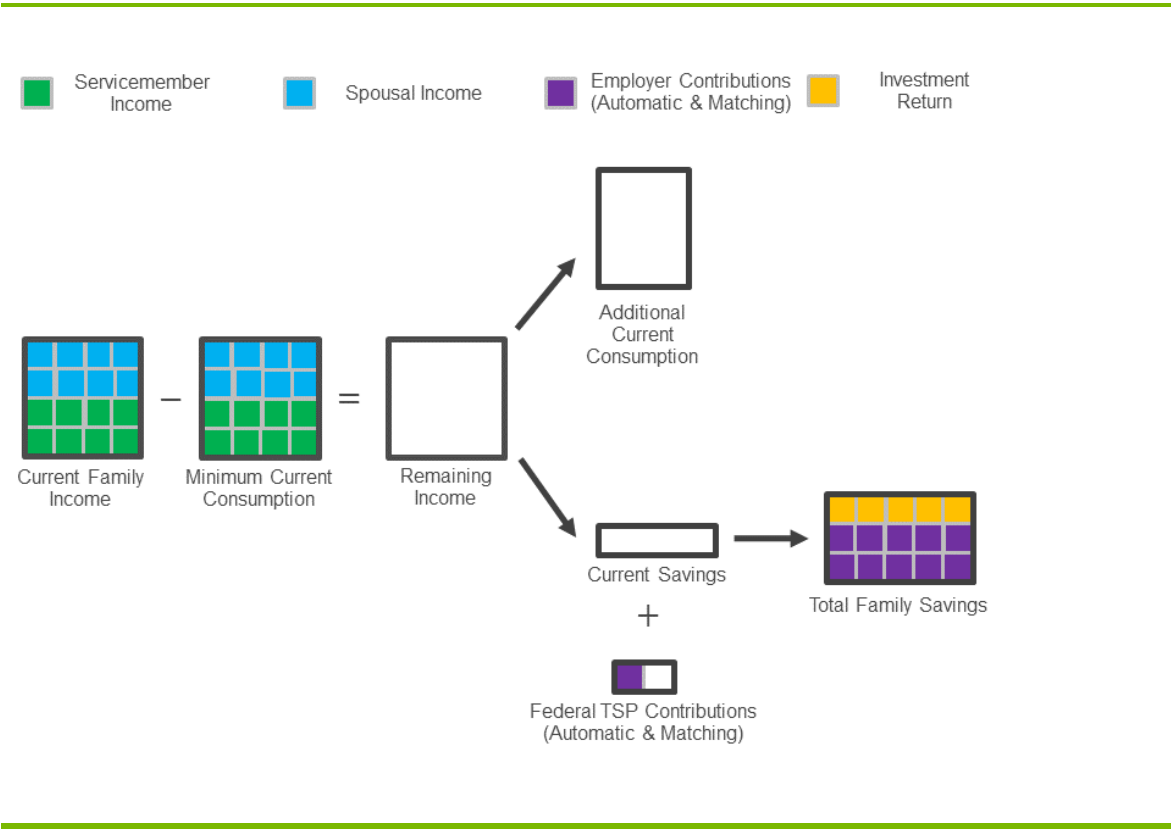 Servicemember
Income
Spousal Income
Employer Contributions
(Automatic & Matching)
Investment
Return
Additional
Current
Consumption
−
=
Current Family
Income
Minimum Current
Consumption
Remaining
Income
Current Savings
+
Total Family Savings
Federal TSP Contributions
(Automatic & Matching)